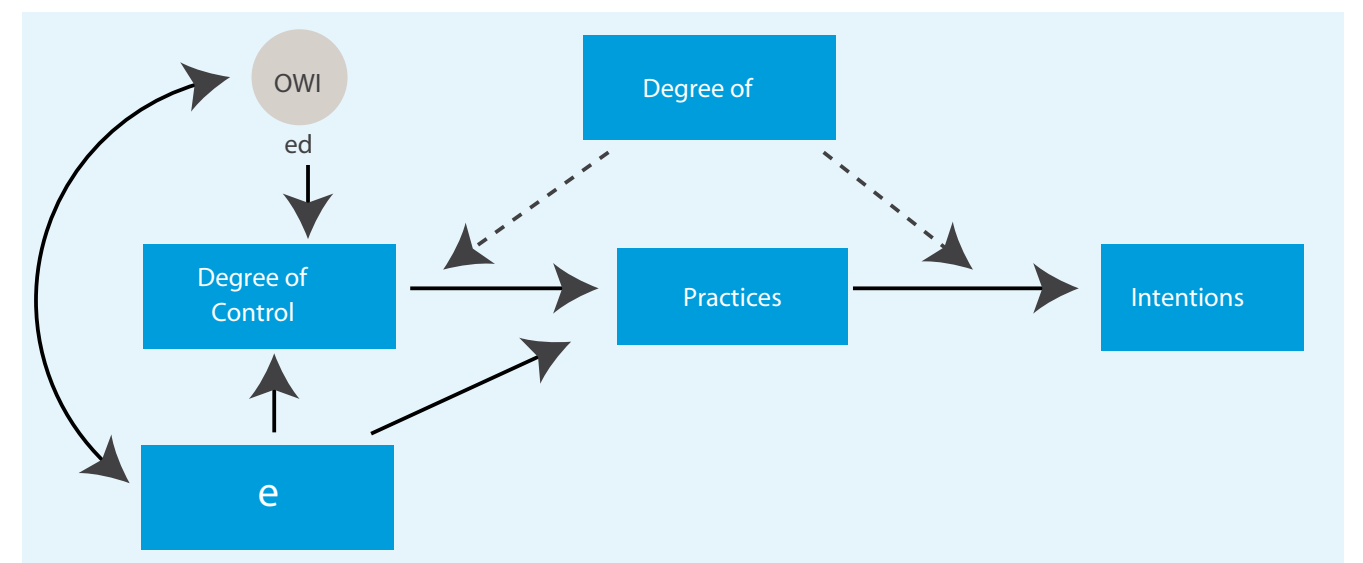 OWI
ed
Degree of
Degree of
Control
Practices
Intentions
e